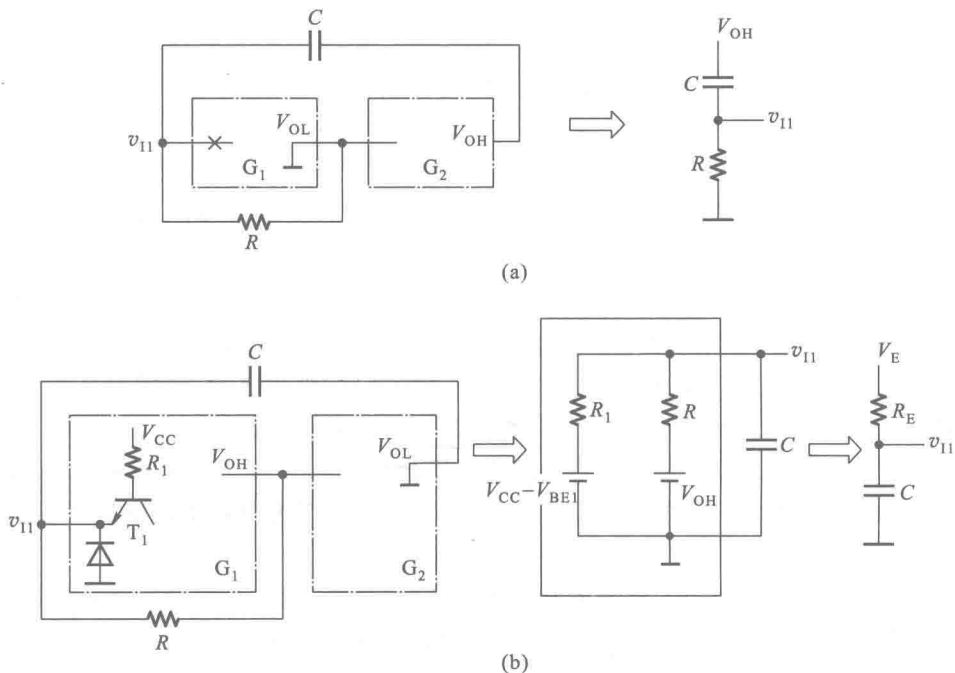 C
V_OH
C
v_I1
R
v_I1
V_OL
G_1
V_OH
G_2
R
(a)
C
V_CC
R_1
V_OH
v_I1
T_1
G_1
V_OL
G_2
R
v_I1
R_1
R
C
V_CC−V_BE1
V_OH
V_E
R_E
v_I1
C
(b)